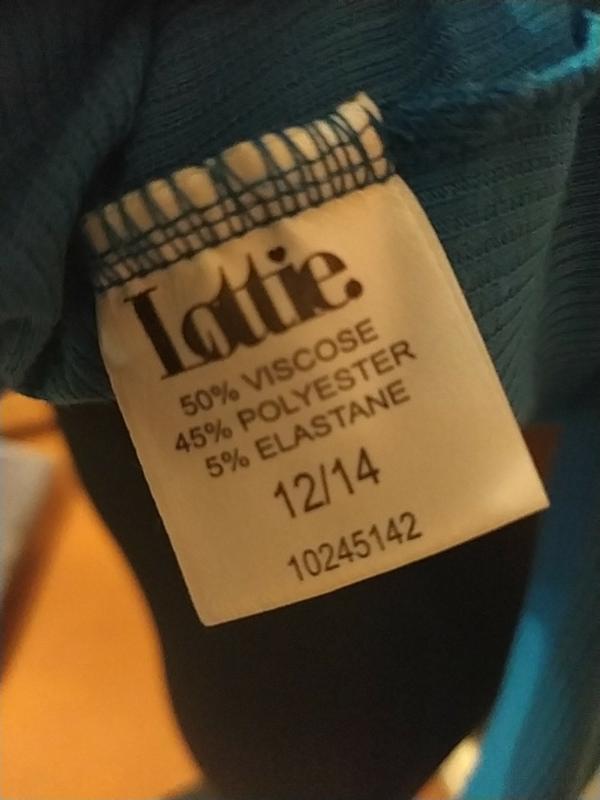 Lottie.
50% VISCOSE
45% POLYESTER
5% ELASTANE
12/14
10245142